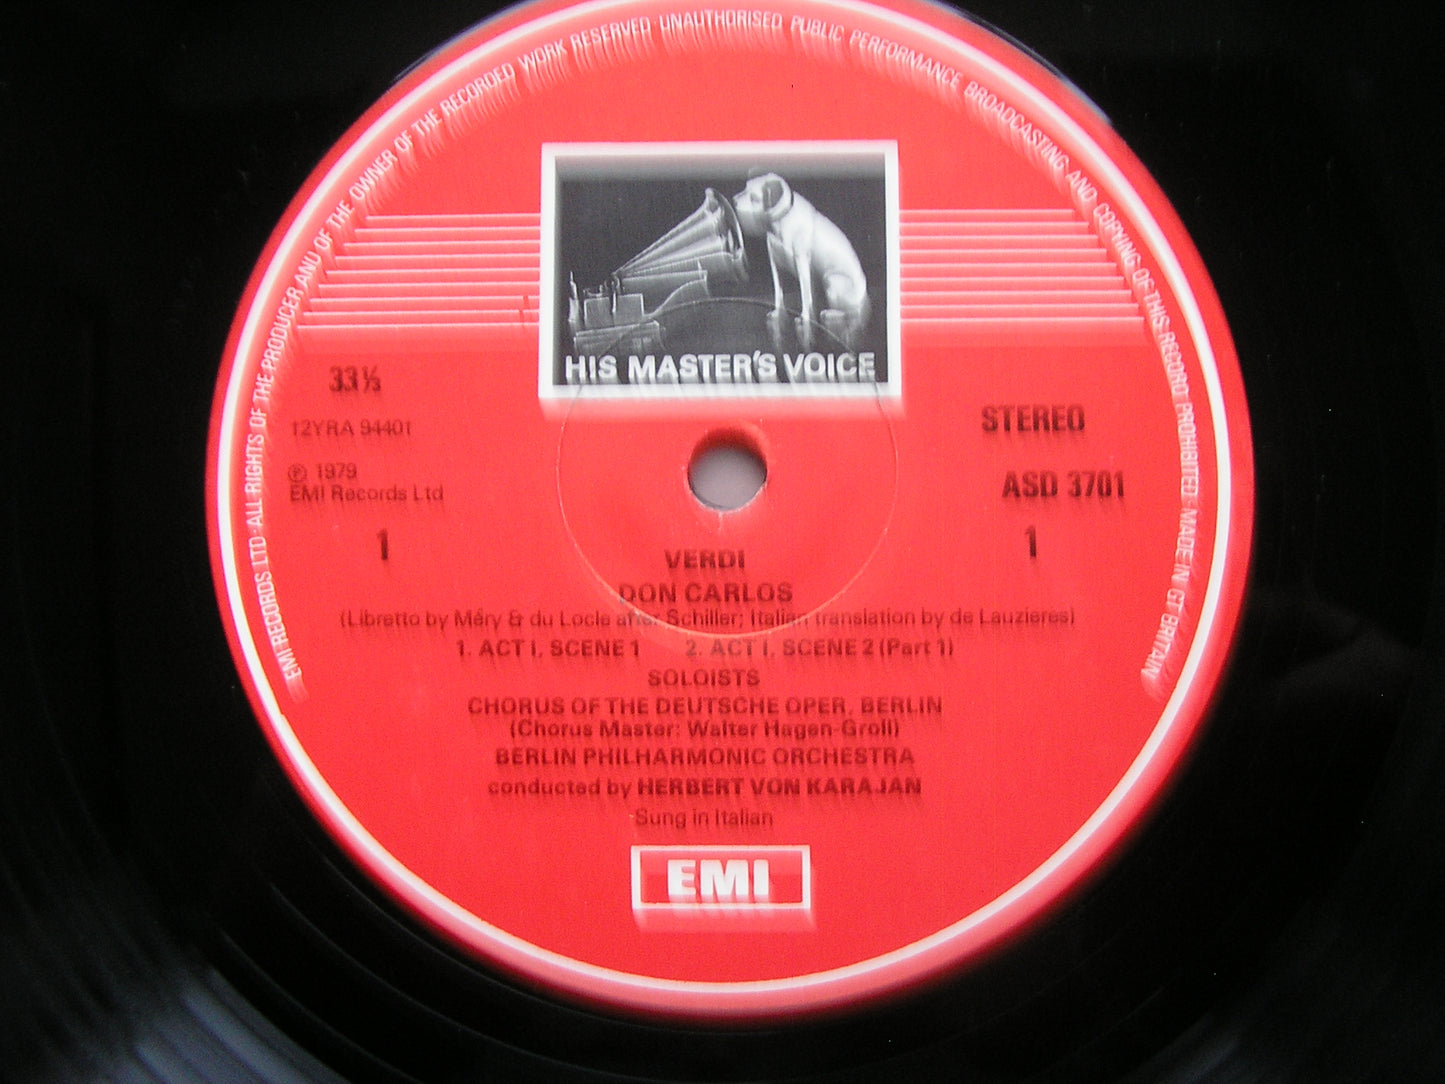 EMI RECORDS LTD · ALL RIGHTS OF THE PRODUCER AND OF THE OWNER OF THE RECORDED WORK RESERVED · UNAUTHORISED PUBLIC PERFORMANCE BROADCASTING AND COPYING OF THIS RECORD PROHIBITED · MADE IN GT BRITAIN
HIS MASTER'S VOICE
33⅓
STEREO
12YRA 94401
℗ 1979
EMI Records Ltd
ASD 3701
1
1
VERDI
DON CARLOS
(Libretto by Méry & du Locle after Schiller; Italian translation by de Lauzieres)
1. ACT I, SCENE 1 2. ACT I, SCENE 2 (Part 1)
SOLOISTS
CHORUS OF THE DEUTSCHE OPER, BERLIN
(Chorus Master: Walter Hagen-Groll)
BERLIN PHILHARMONIC ORCHESTRA
conducted by HERBERT VON KARAJAN
Sung in Italian
EMI